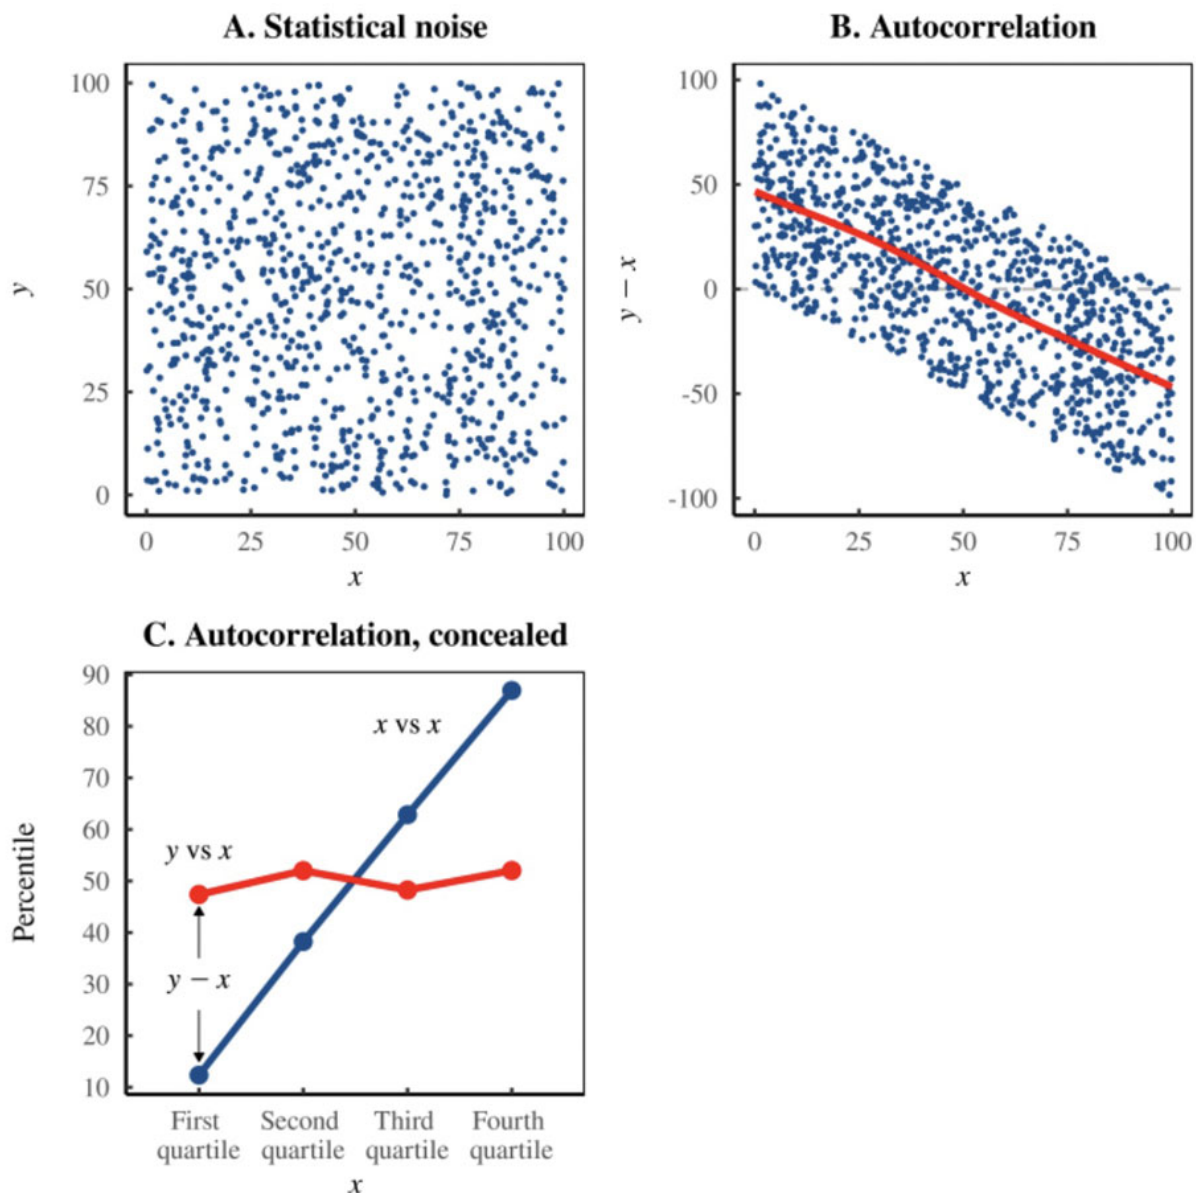 A. Statistical noise
100
75
50
25
0
y
0 25 50 75 100
x
B. Autocorrelation
100
50
0
-50
-100
y − x
0 25 50 75 100
x
C. Autocorrelation, concealed
90
80
70
60
50
40
30
20
10
Percentile
x vs x
y vs x
y − x
First quartile
Second quartile
Third quartile
Fourth quartile
x